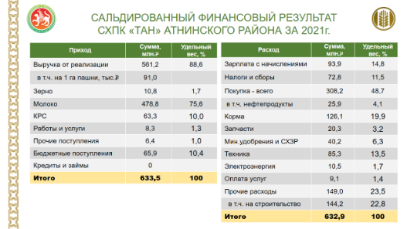 САЛЬДИРОВАННЫЙ ФИНАНСОВЫЙ РЕЗУЛЬТАТ
СХПК «ТАН» АТНИНСКОГО РАЙОНА ЗА 2021г.
Приход Сумма, млн.₽ Удельный вес, %
Выручка от реализации 561,2 88,6
в т.ч. на 1 га пашни, тыс.₽ 91,0
Зерно 10,8 1,7
Молоко 478,8 75,6
КРС 63,3 10,0
Работы и услуги 8,3 1,3
Прочие поступления 6,4 1,0
Бюджетные поступления 65,9 10,4
Кредиты и займы 0
Итого 633,5 100
Расход Сумма, млн.₽ Удельный вес, %
Зарплата с начислениями 93,9 14,8
Налоги и сборы 72,8 11,5
Покупка - всего 308,2 48,7
в т.ч. нефтепродукты 25,9 4,1
Корма 126,1 19,9
Запчасти 20,3 3,2
Мин.удобрения и СХЗР 40,2 6,3
Техника 85,3 13,5
Электроэнергия 10,5 1,7
Оплата услуг 9,1 1,4
Прочие расходы 149,0 23,5
в т.ч. на строительство 144,2 22,8
Итого 632,9 100